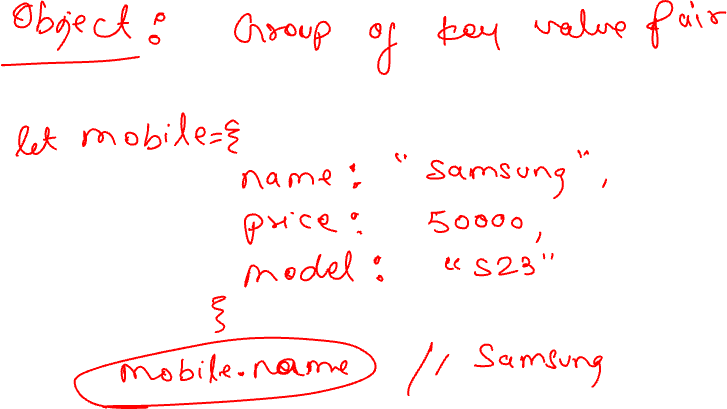 Object: Group of key value pair
let mobile={
name: "Samsung",
price: 50000,
model: "S23"
}
mobile.name // Samsung